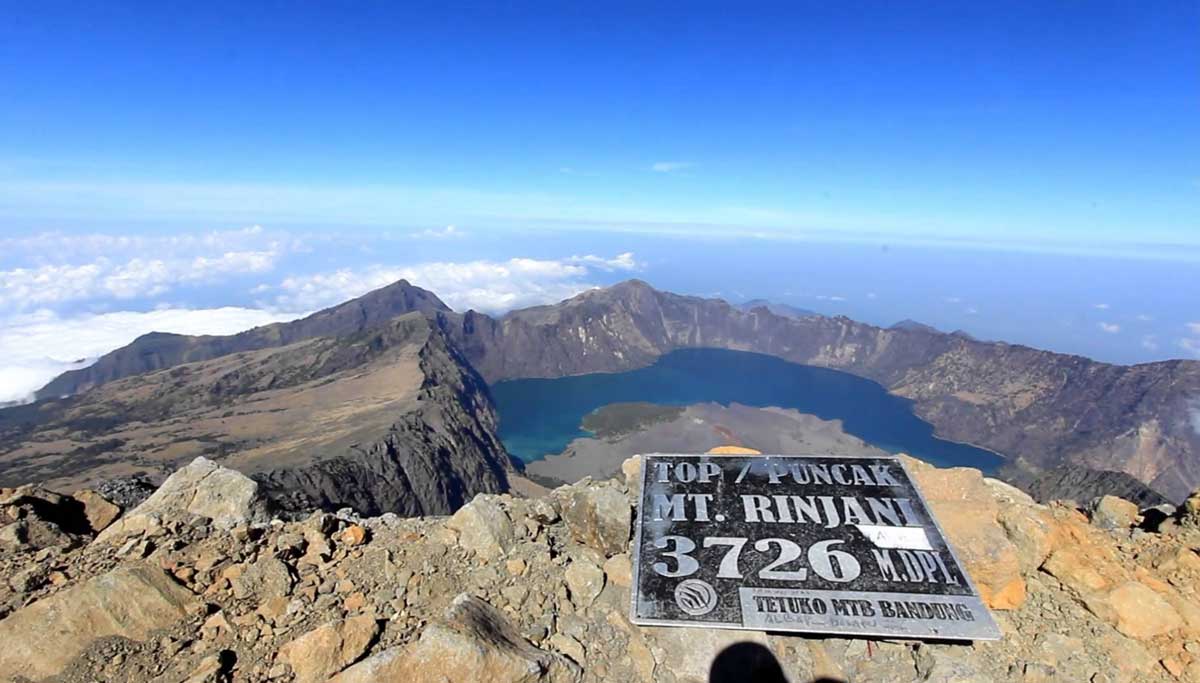 TOP / PUNCAK
MT. RINJANI
3726 M.DPL
TETUKO MTB BANDUNG